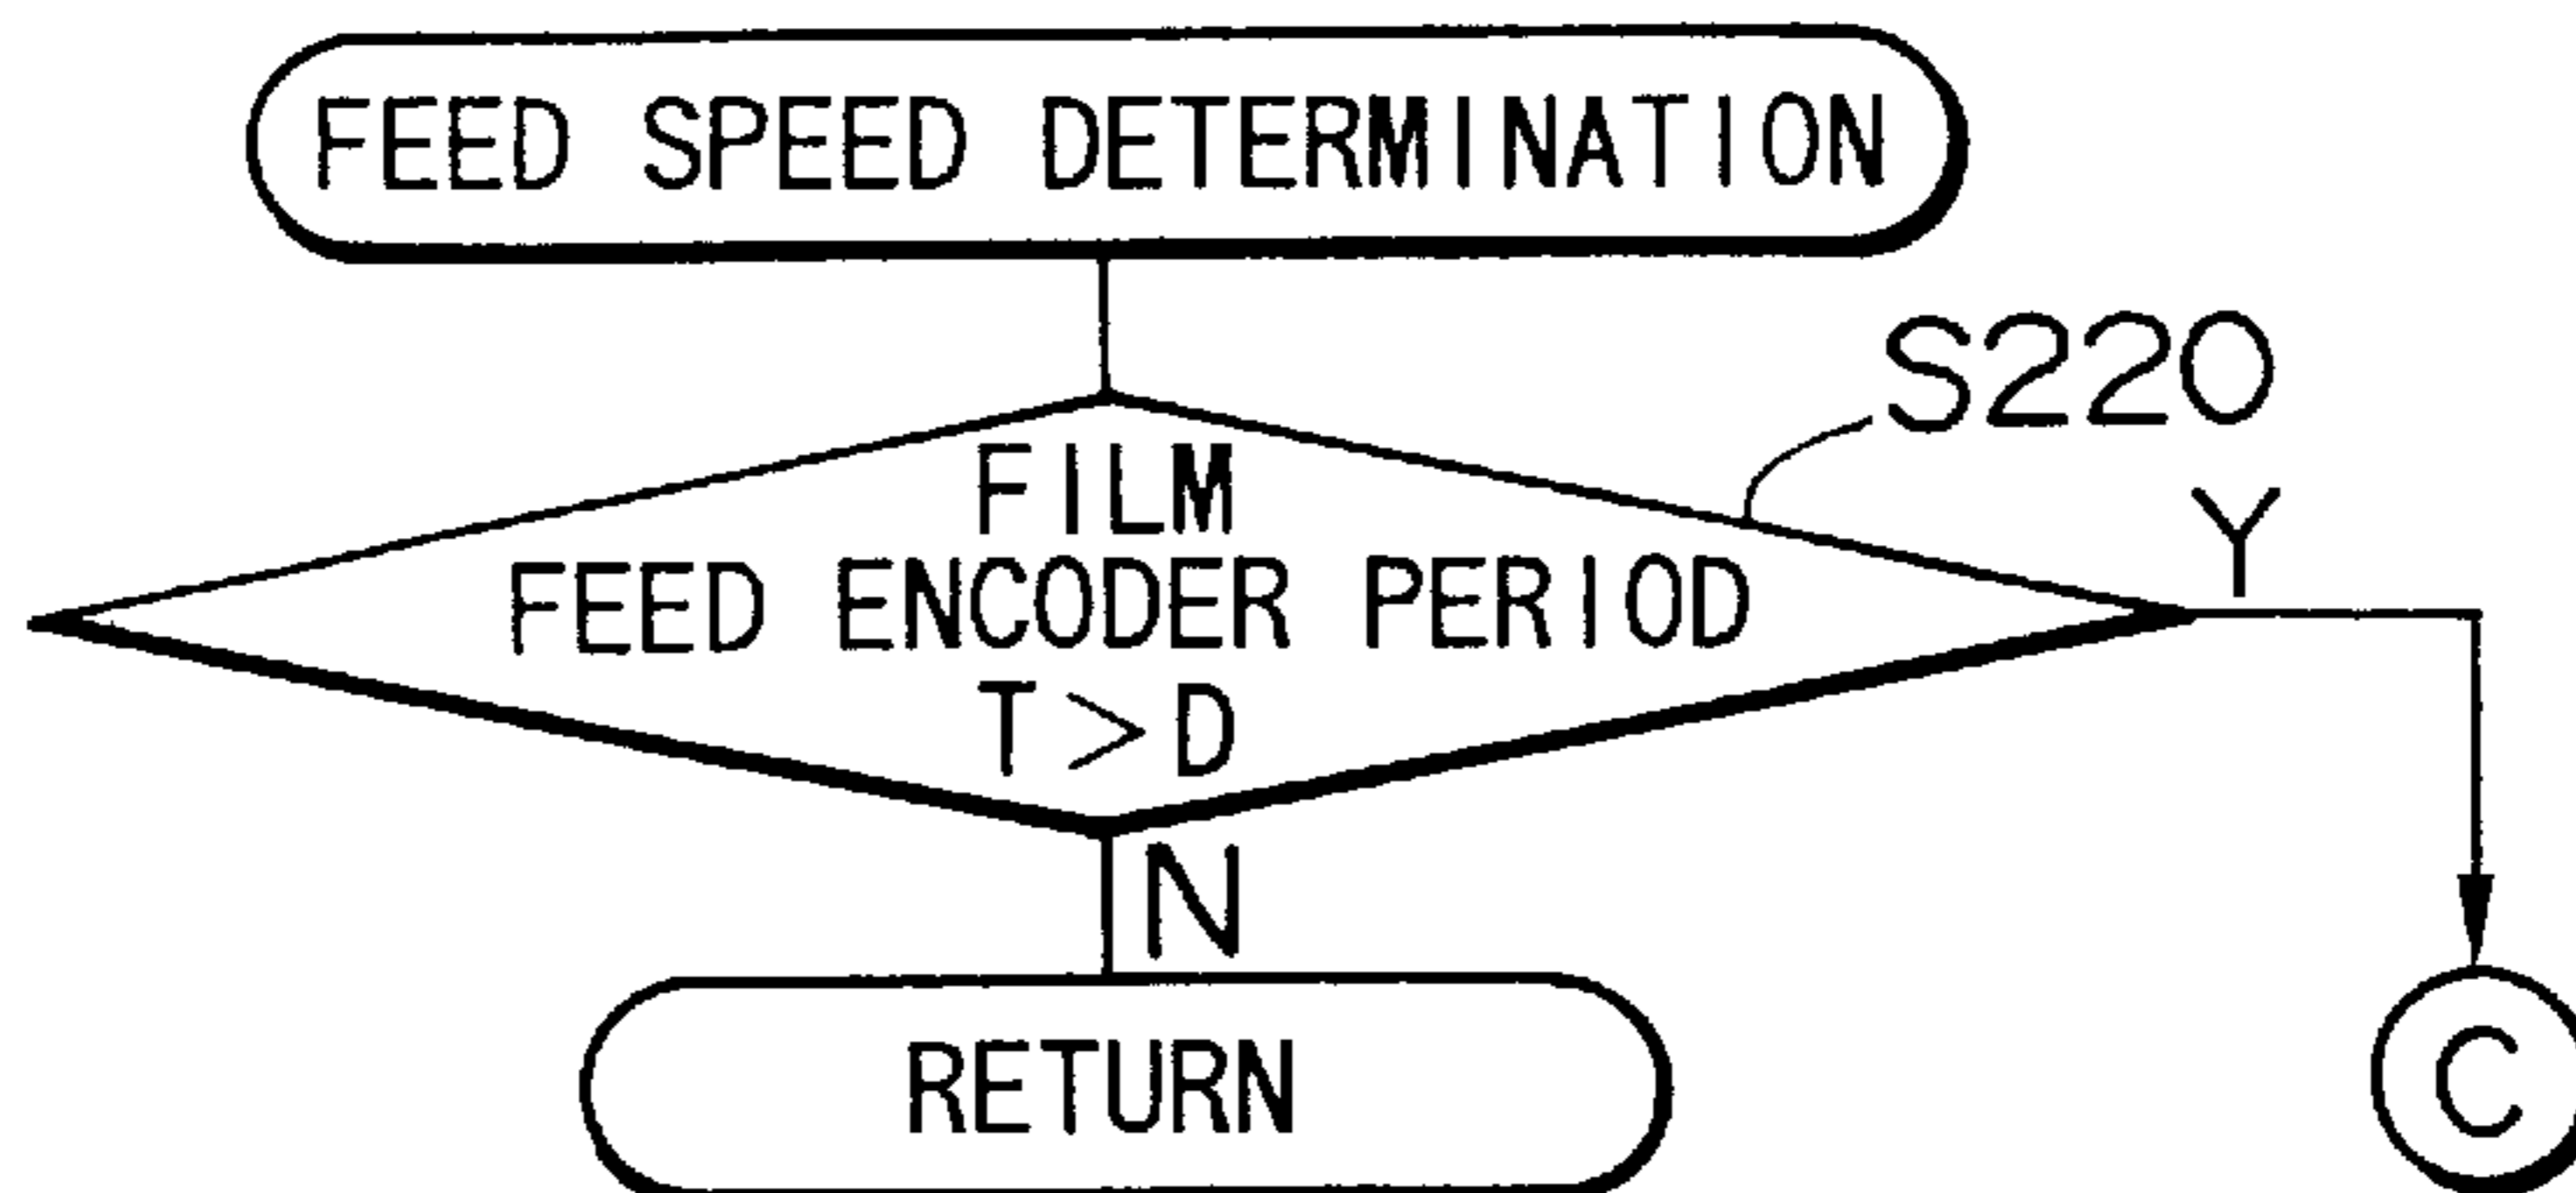 FEED SPEED DETERMINATION
S220
FILM
FEED ENCODER PERIOD
T>D
Y
N
RETURN
C